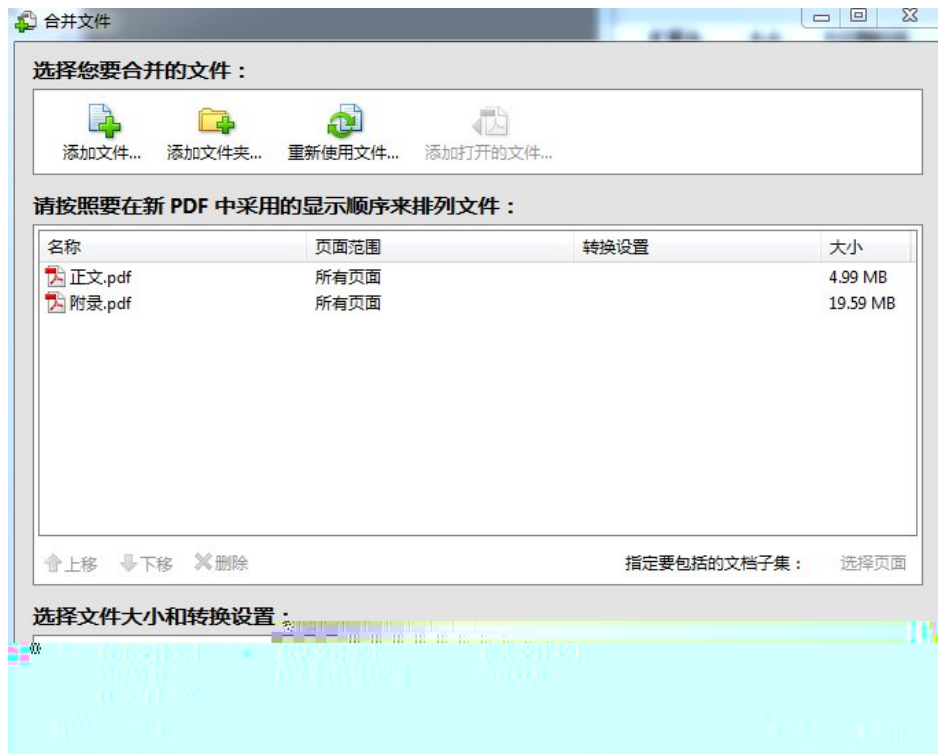 合并文件
选择您要合并的文件：
添加文件... 添加文件夹... 重新使用文件... 添加打开的文件...
请按照要在新 PDF 中采用的显示顺序来排列文件：
名称 页面范围 转换设置 大小
正文.pdf 所有页面 4.99 MB
附录.pdf 所有页面 19.59 MB
上移 下移 删除 指定要包括的文档子集： 选择页面
选择文件大小和转换设置：